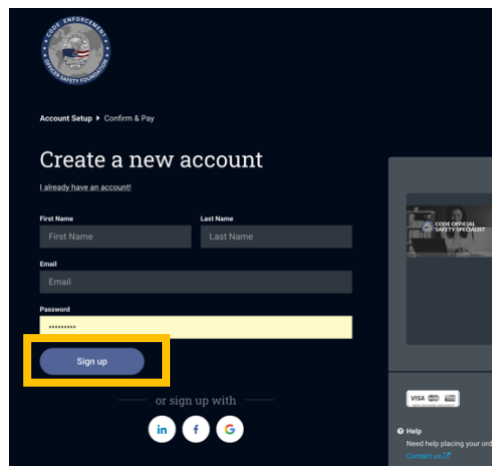 CODE ENFORCEMENT
OFFICER SAFETY FOUNDATION
Account Setup ▸ Confirm & Pay
Create a new account
I already have an account!
First Name
Last Name
First Name
Last Name
Email
Email
Password
•••••••••
Sign up
or sign up with
in
f
G
CODE OFFICIAL
SAFETY SPECIALIST
VISA
Help
Need help placing your ord
Contact us